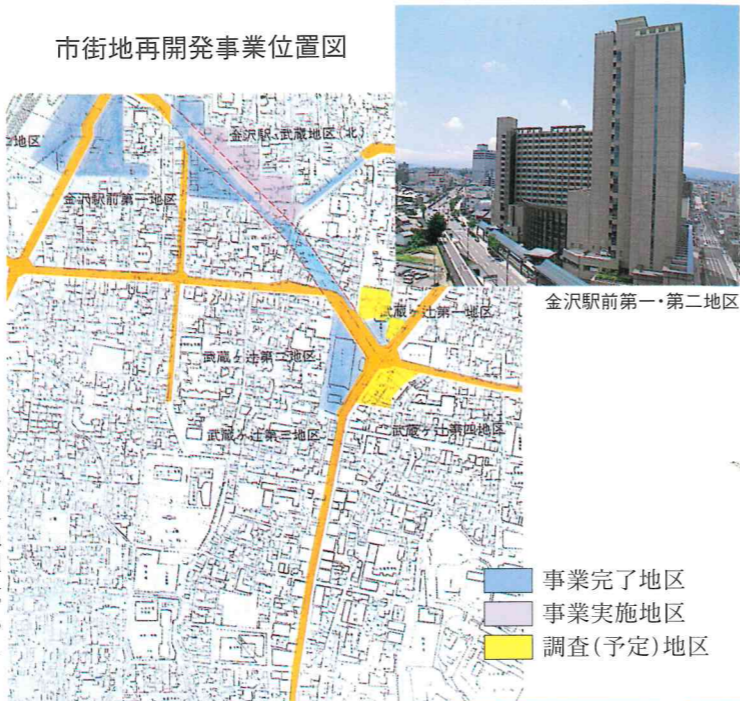 市街地再開発事業位置図
地区
金沢駅・武蔵地区(北)
金沢駅前第一地区
金沢駅前第一・第二地区
武蔵ヶ辻第一地区
武蔵ヶ辻第二地区
武蔵ヶ辻第三地区
武蔵ヶ辻第四地区
事業完了地区
事業実施地区
調査(予定)地区